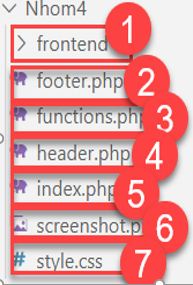 Nhom4
frontend 1
footer.php 2
functions.php 3
header.php 4
index.php 5
screenshot.p 6
# style.css 7